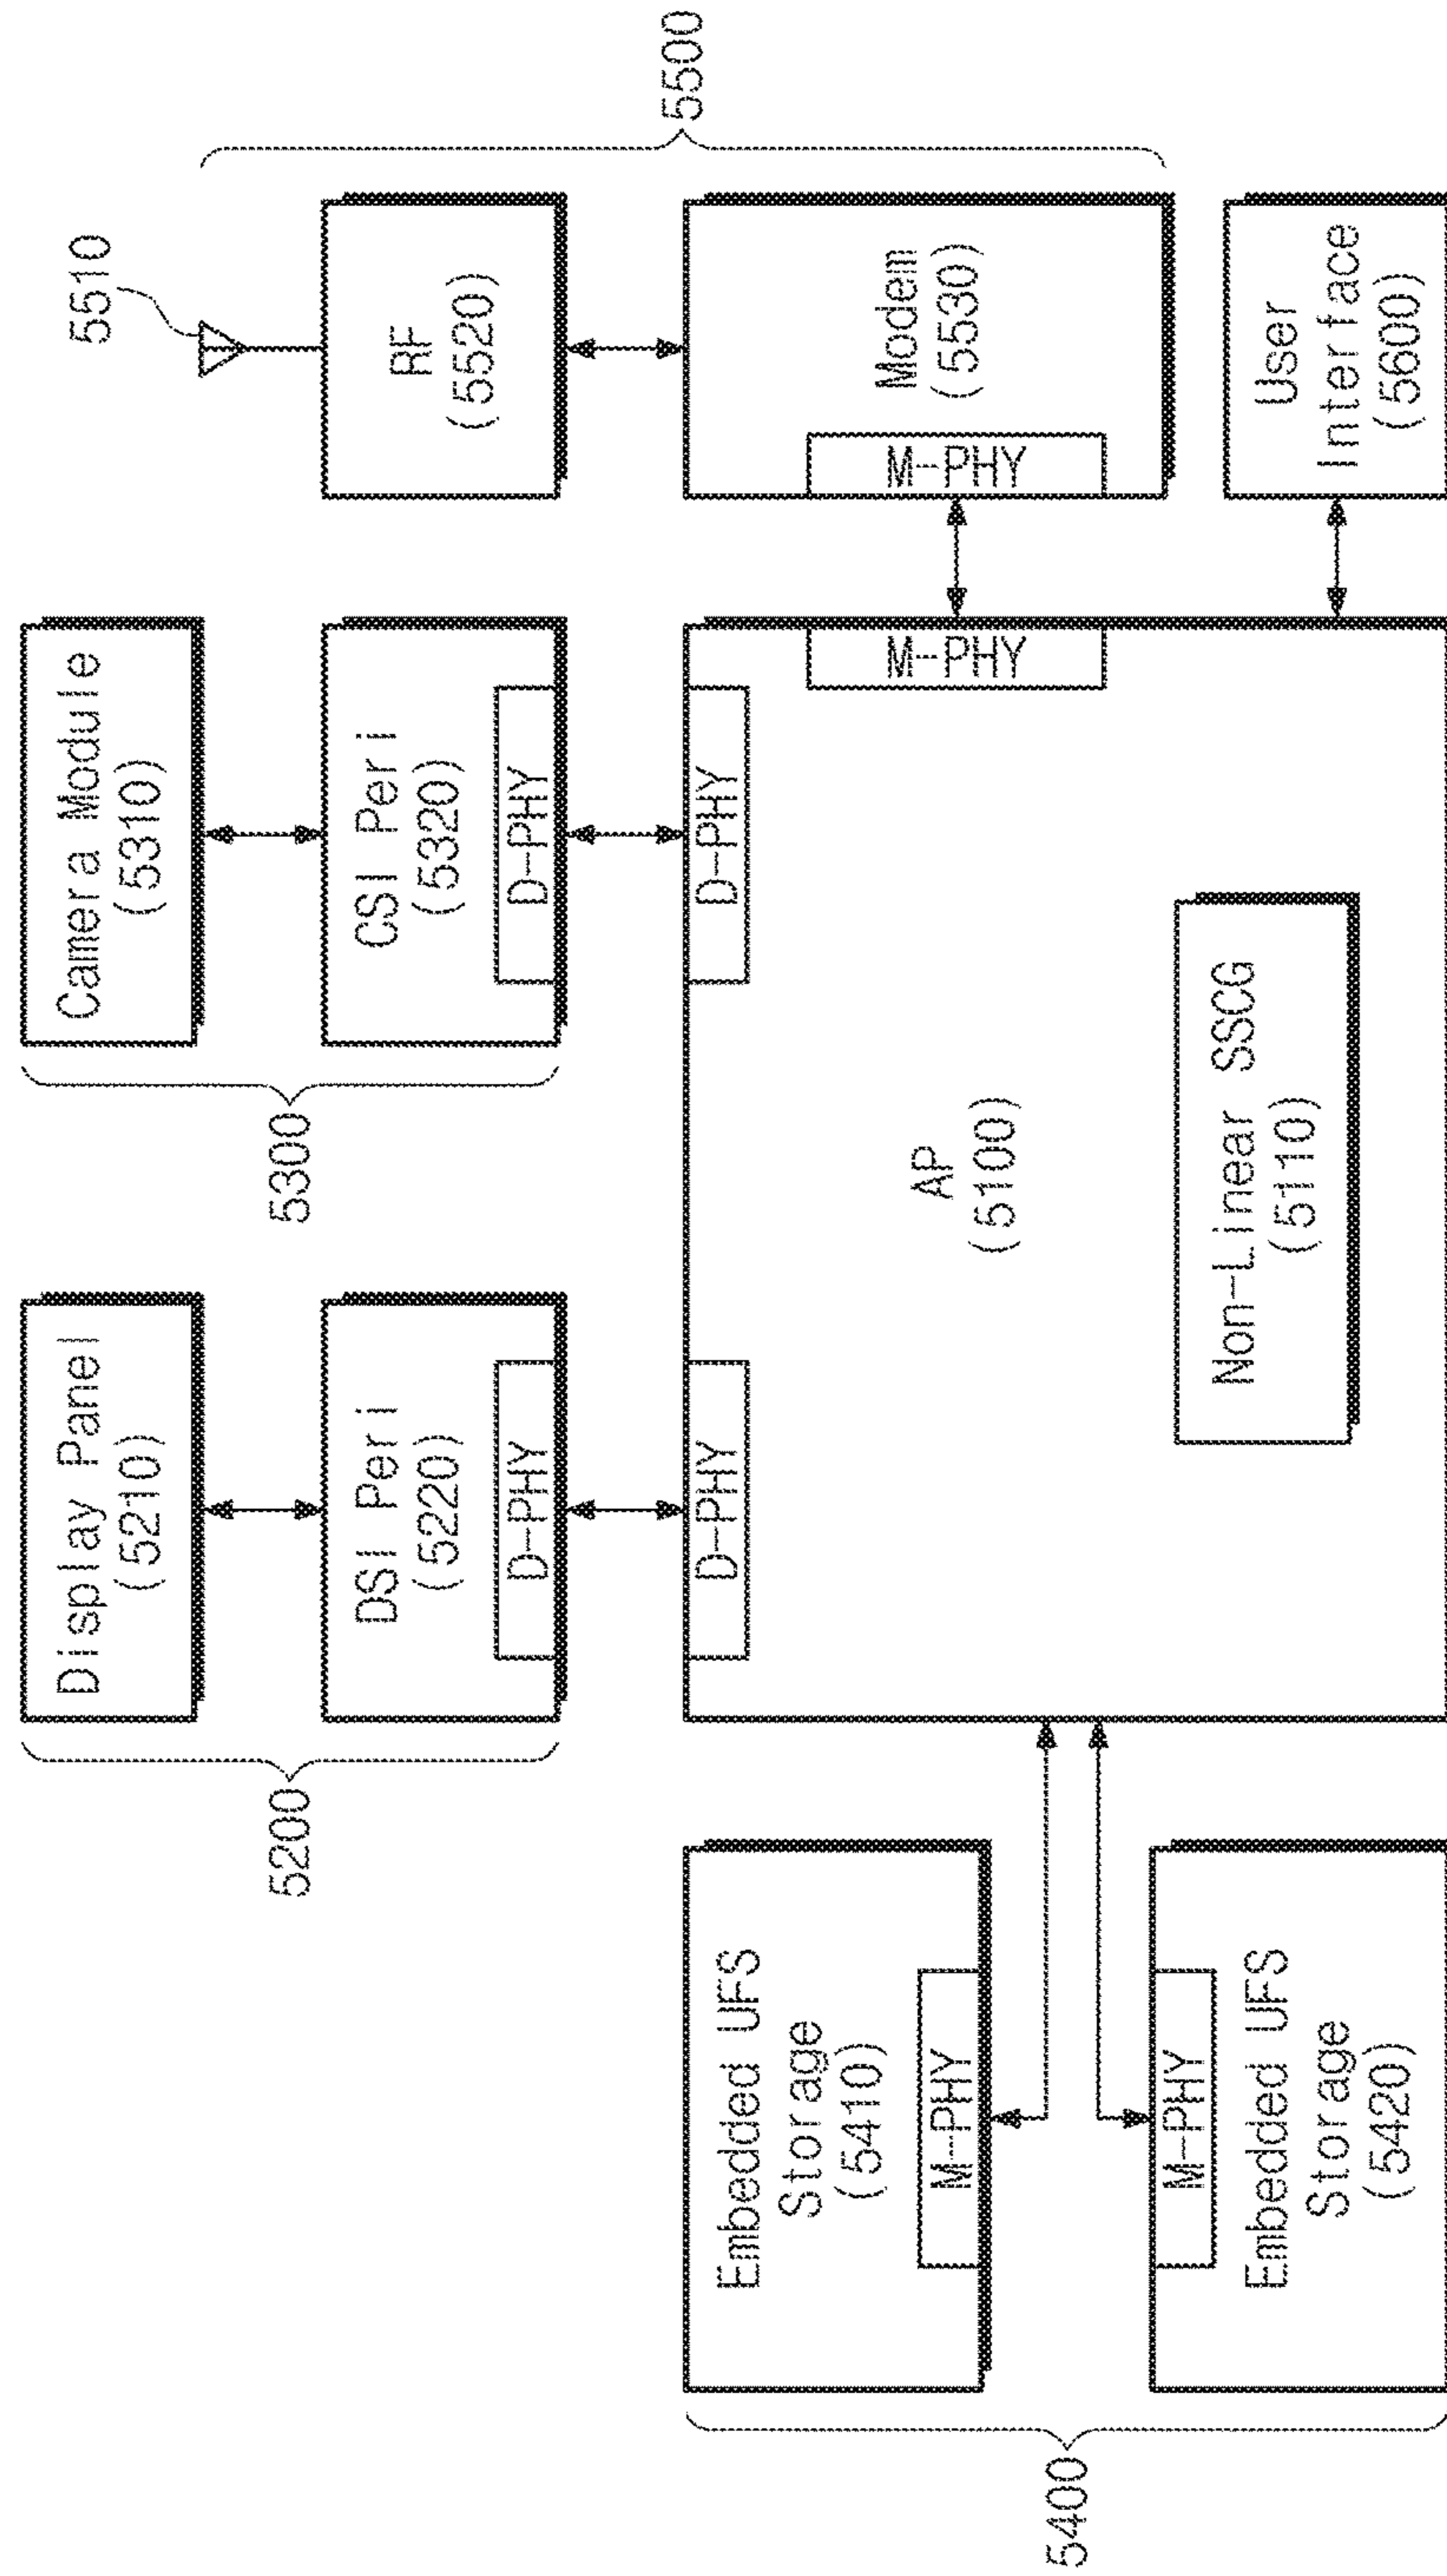 5200
Display Panel
(5210)
DSI Peri
(5220)
D-PHY
5300
Camera Module
(5310)
CSI Peri
(5320)
D-PHY
5510
RF
(5520)
5500
Modem
(5530)
M-PHY
5400
Embedded UFS
Storage
(5410)
M-PHY
M-PHY
Embedded UFS
Storage
(5420)
D-PHY
D-PHY
M-PHY
AP
(5100)
Non-Linear SSCG
(5110)
User
Interface
(5600)